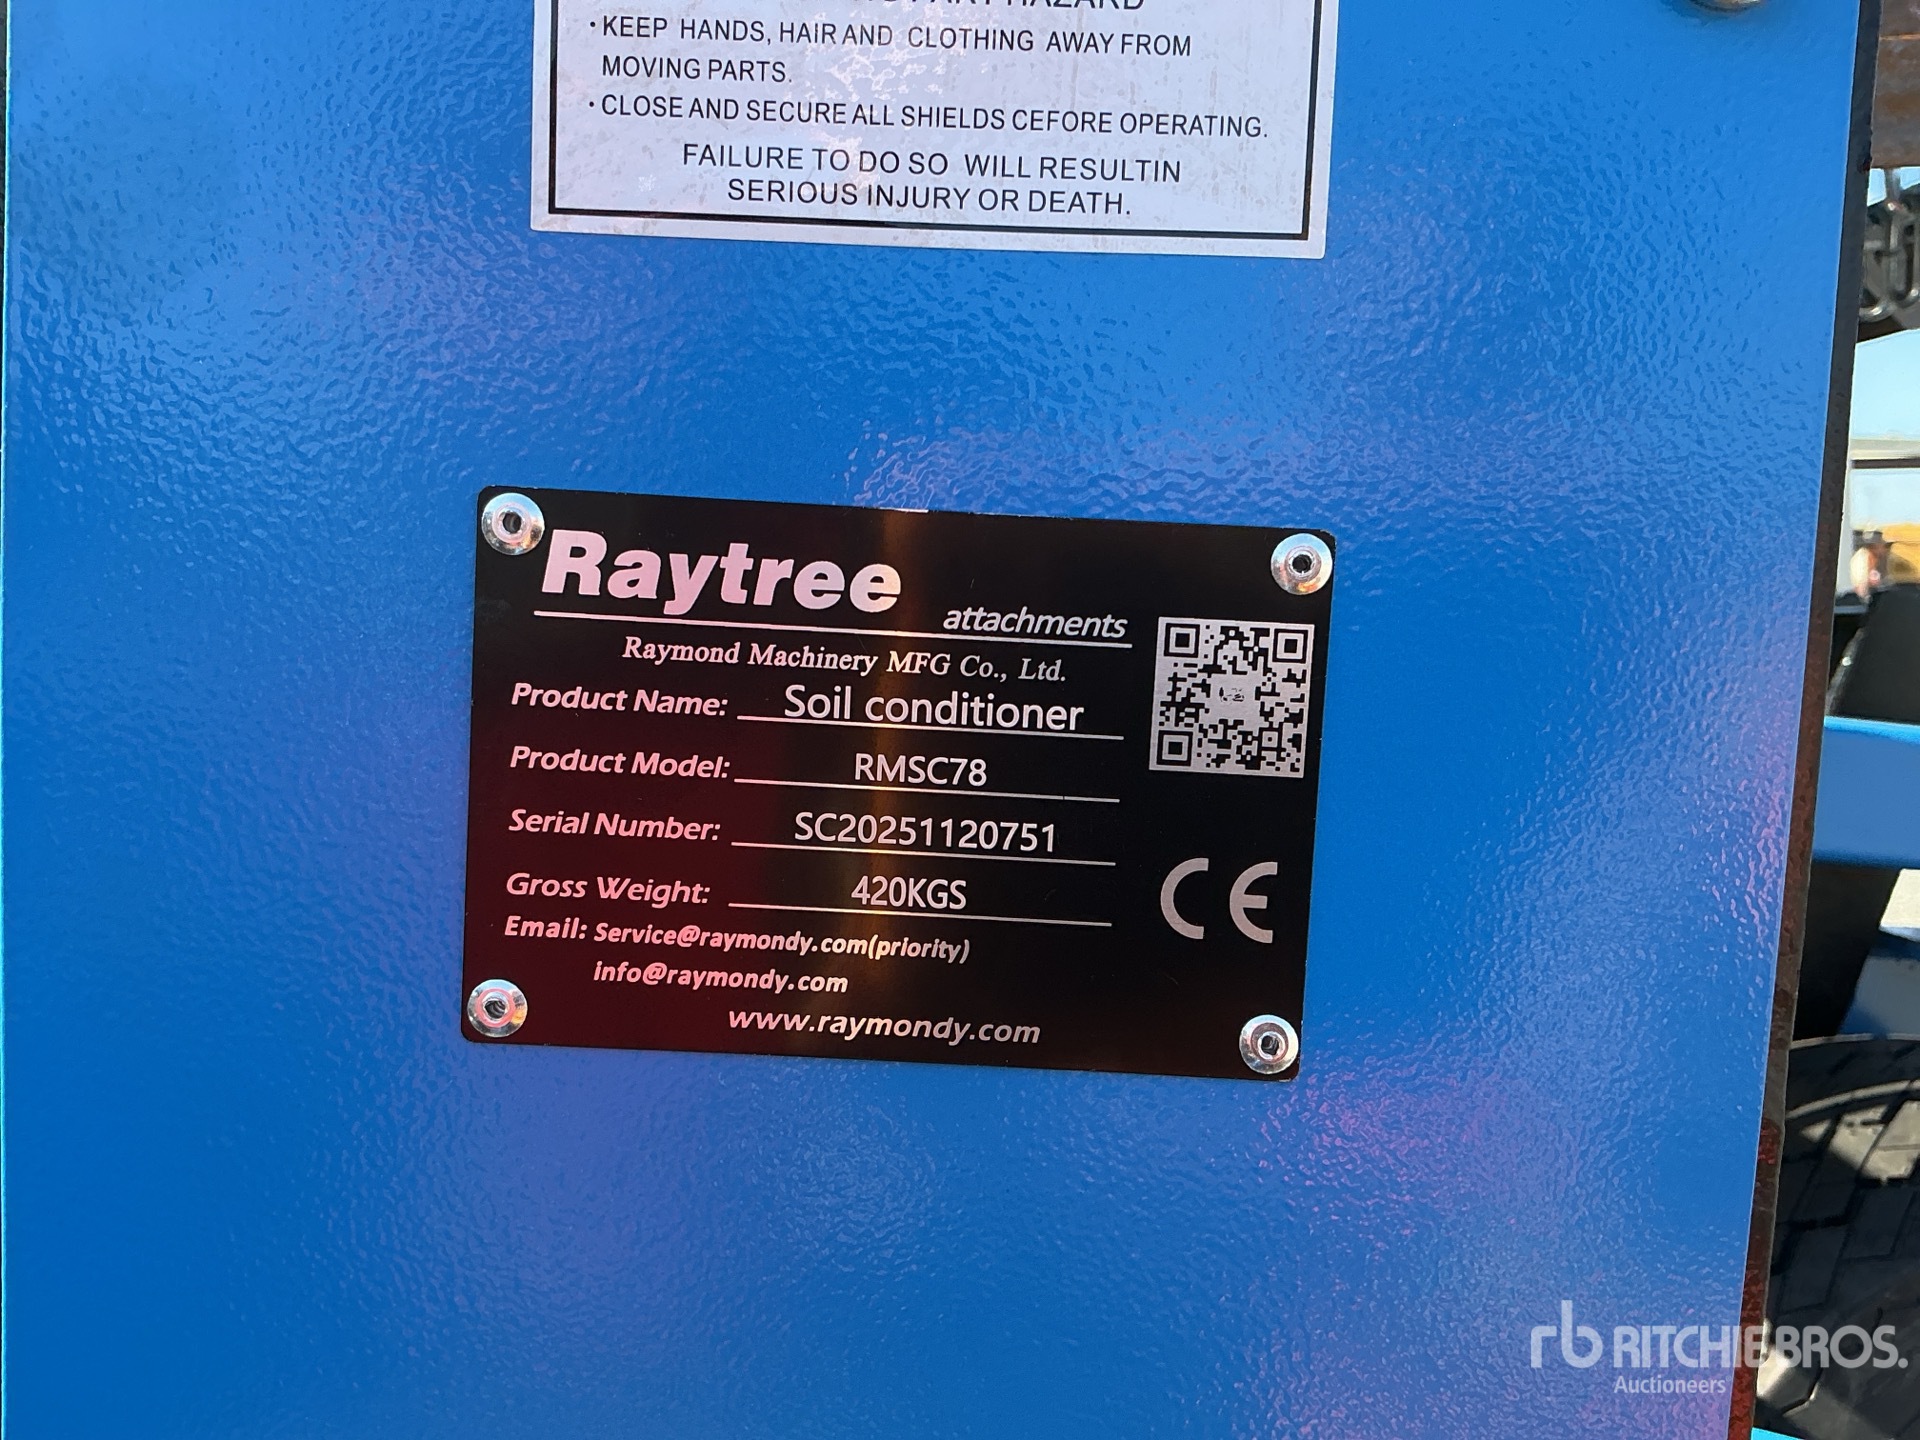 HAZARD
· KEEP HANDS, HAIR AND CLOTHING AWAY FROM
MOVING PARTS.
· CLOSE AND SECURE ALL SHIELDS CEFORE OPERATING.
FAILURE TO DO SO WILL RESULTIN
SERIOUS INJURY OR DEATH.
Raytree
attachments
Raymond Machinery MFG Co., Ltd.
Product Name: Soil conditioner
Product Model: RMSC78
Serial Number: SC20251120751
Gross Weight: 420KGS
CE
Email: Service@raymondy.com(priority)
info@raymondy.com
www.raymondy.com
rb RITCHIE BROS.
Auctioneers